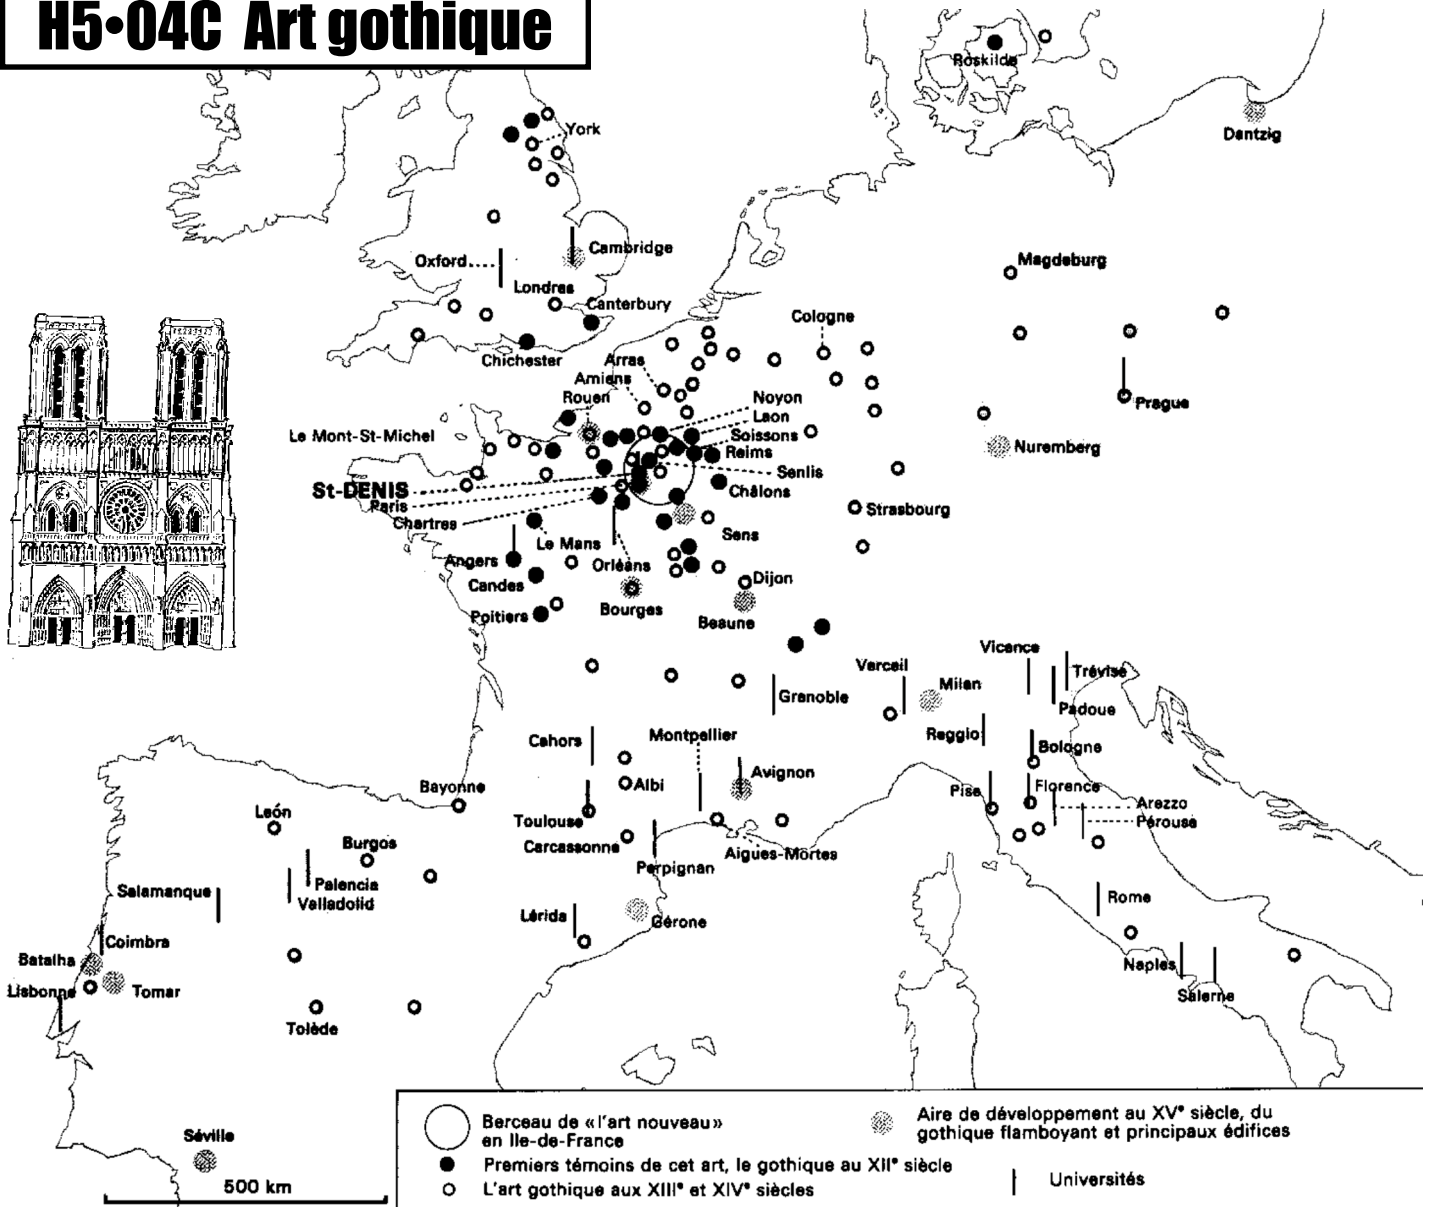 H5•04C Art gothique
Roskilde
Dantzig
York
Cambridge
Oxford
Londres
Canterbury
Chichester
Magdeburg
Cologne
Arras
Amiens
Rouen
Noyon
Laon
Soissons
Reims
Senlis
Châlons
Prague
Nuremberg
Strasbourg
Le Mont-St-Michel
St-DENIS
Paris
Chartres
Sens
Le Mans
Angers
Orléans
Candes
Bourges
Dijon
Beaune
Poitiers
Vicence
Trévise
Verceil
Milan
Padoue
Grenoble
Reggio
Bologne
Cahors
Montpellier
Avignon
Albi
Pise
Florence
Arezzo
Pérouse
Bayonne
Toulouse
Carcassonne
Perpignan
Aigues-Mortes
León
Burgos
Palencia
Valladolid
Salamanque
Lérida
Gérone
Rome
Coimbra
Batalha
Lisbonne
Tomar
Tolède
Naples
Salerne
Séville
500 km
Berceau de «l'art nouveau»
en Ile-de-France
Premiers témoins de cet art, le gothique au XIIe siècle
L'art gothique aux XIIIe et XIVe siècles
Aire de développement au XVe siècle, du
gothique flamboyant et principaux édifices
Universités